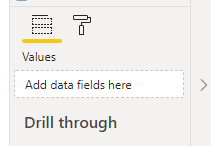 Values
Add data fields here
Drill through